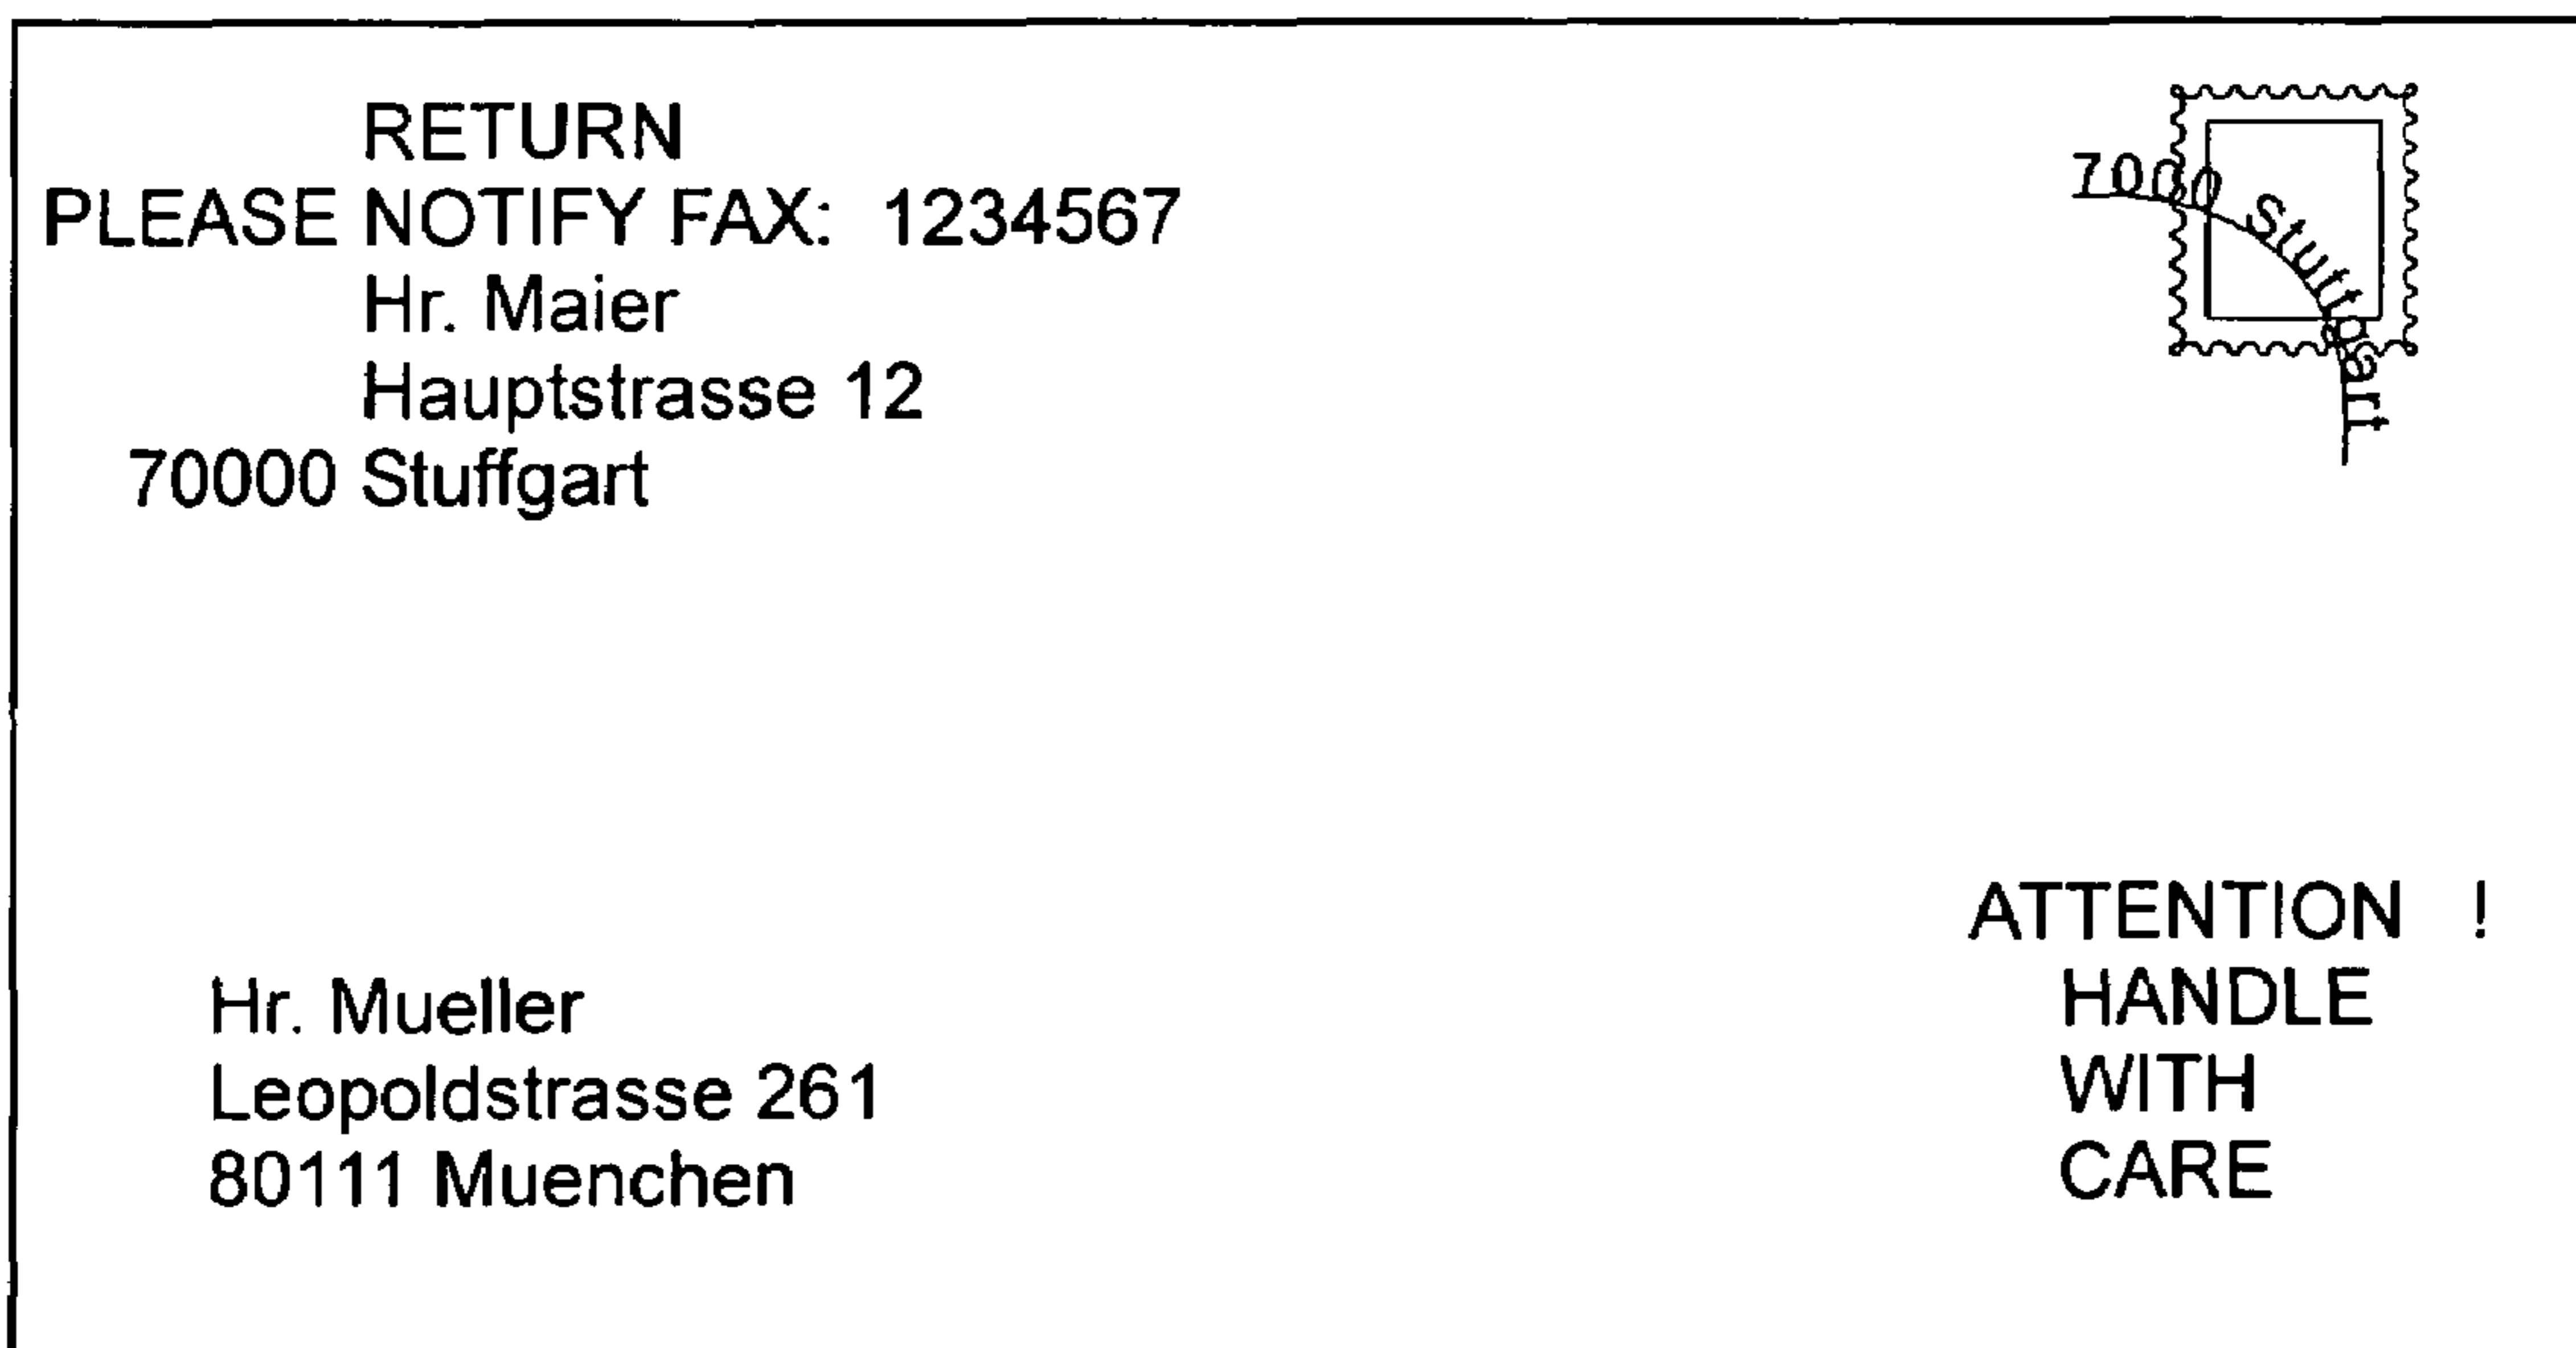 RETURN
PLEASE NOTIFY FAX: 1234567
Hr. Maier
Hauptstrasse 12
70000 Stuffgart
7000 Stuttgart
Hr. Mueller
Leopoldstrasse 261
80111 Muenchen
ATTENTION !
HANDLE
WITH
CARE